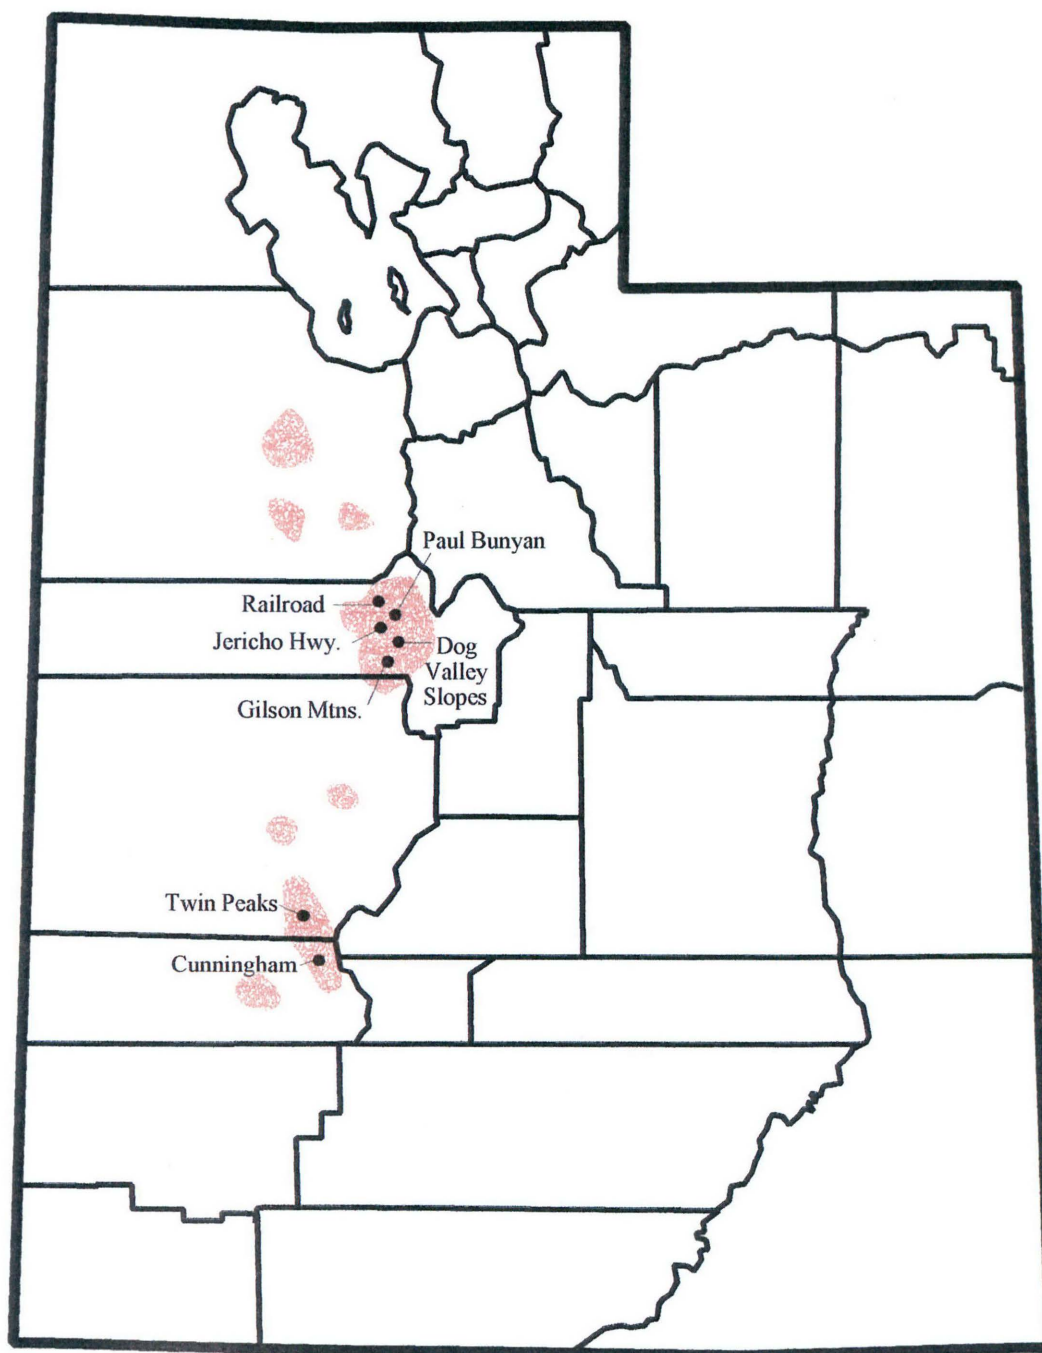 Paul Bunyan
Railroad
Jericho Hwy.
Dog
Valley
Slopes
Gilson Mtns.
Twin Peaks
Cunningham